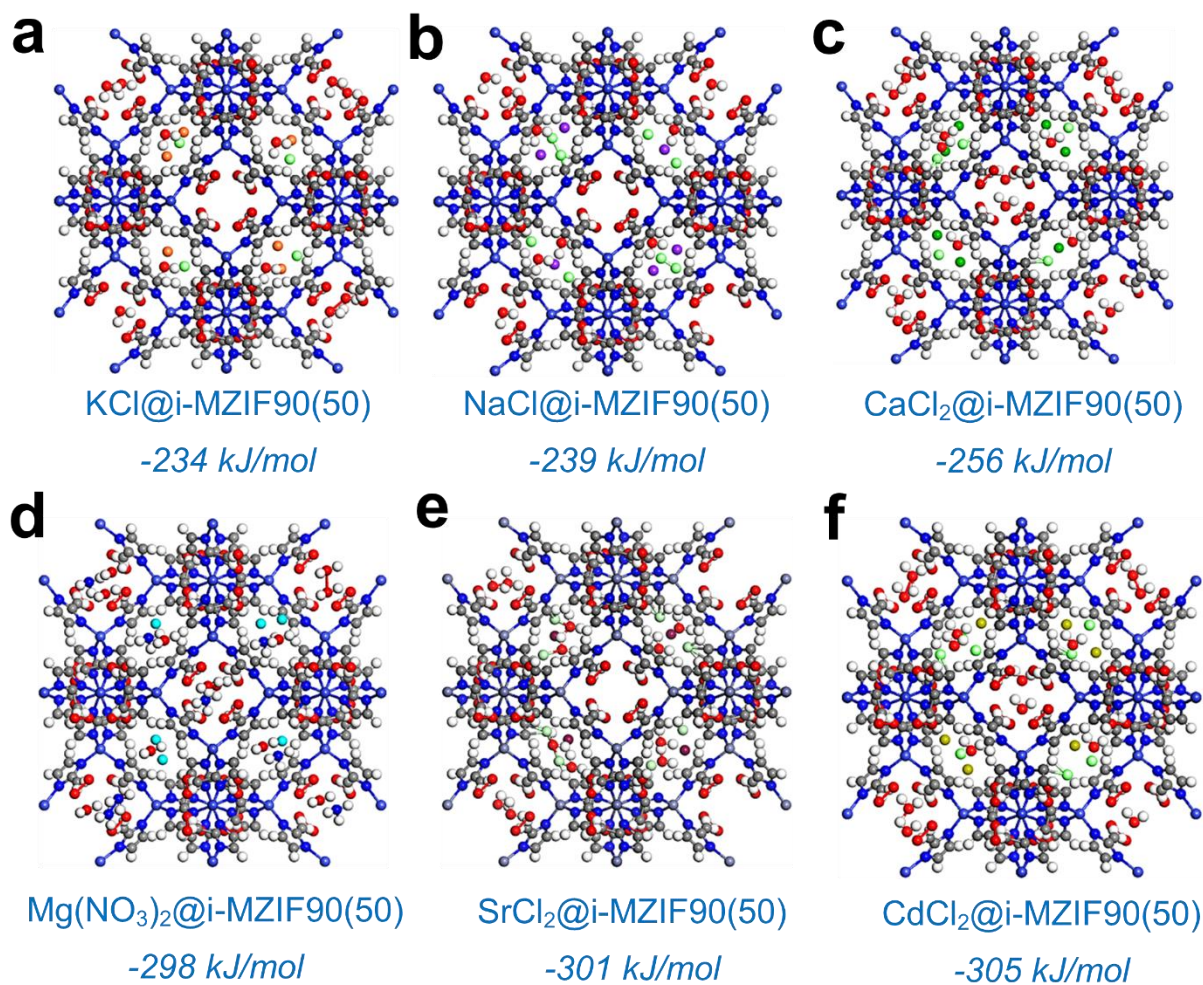 a
b
c
KCl@i-MZIF90(50)
-234 kJ/mol
NaCl@i-MZIF90(50)
-239 kJ/mol
CaCl₂@i-MZIF90(50)
-256 kJ/mol
d
e
f
Mg(NO₃)₂@i-MZIF90(50)
-298 kJ/mol
SrCl₂@i-MZIF90(50)
-301 kJ/mol
CdCl₂@i-MZIF90(50)
-305 kJ/mol